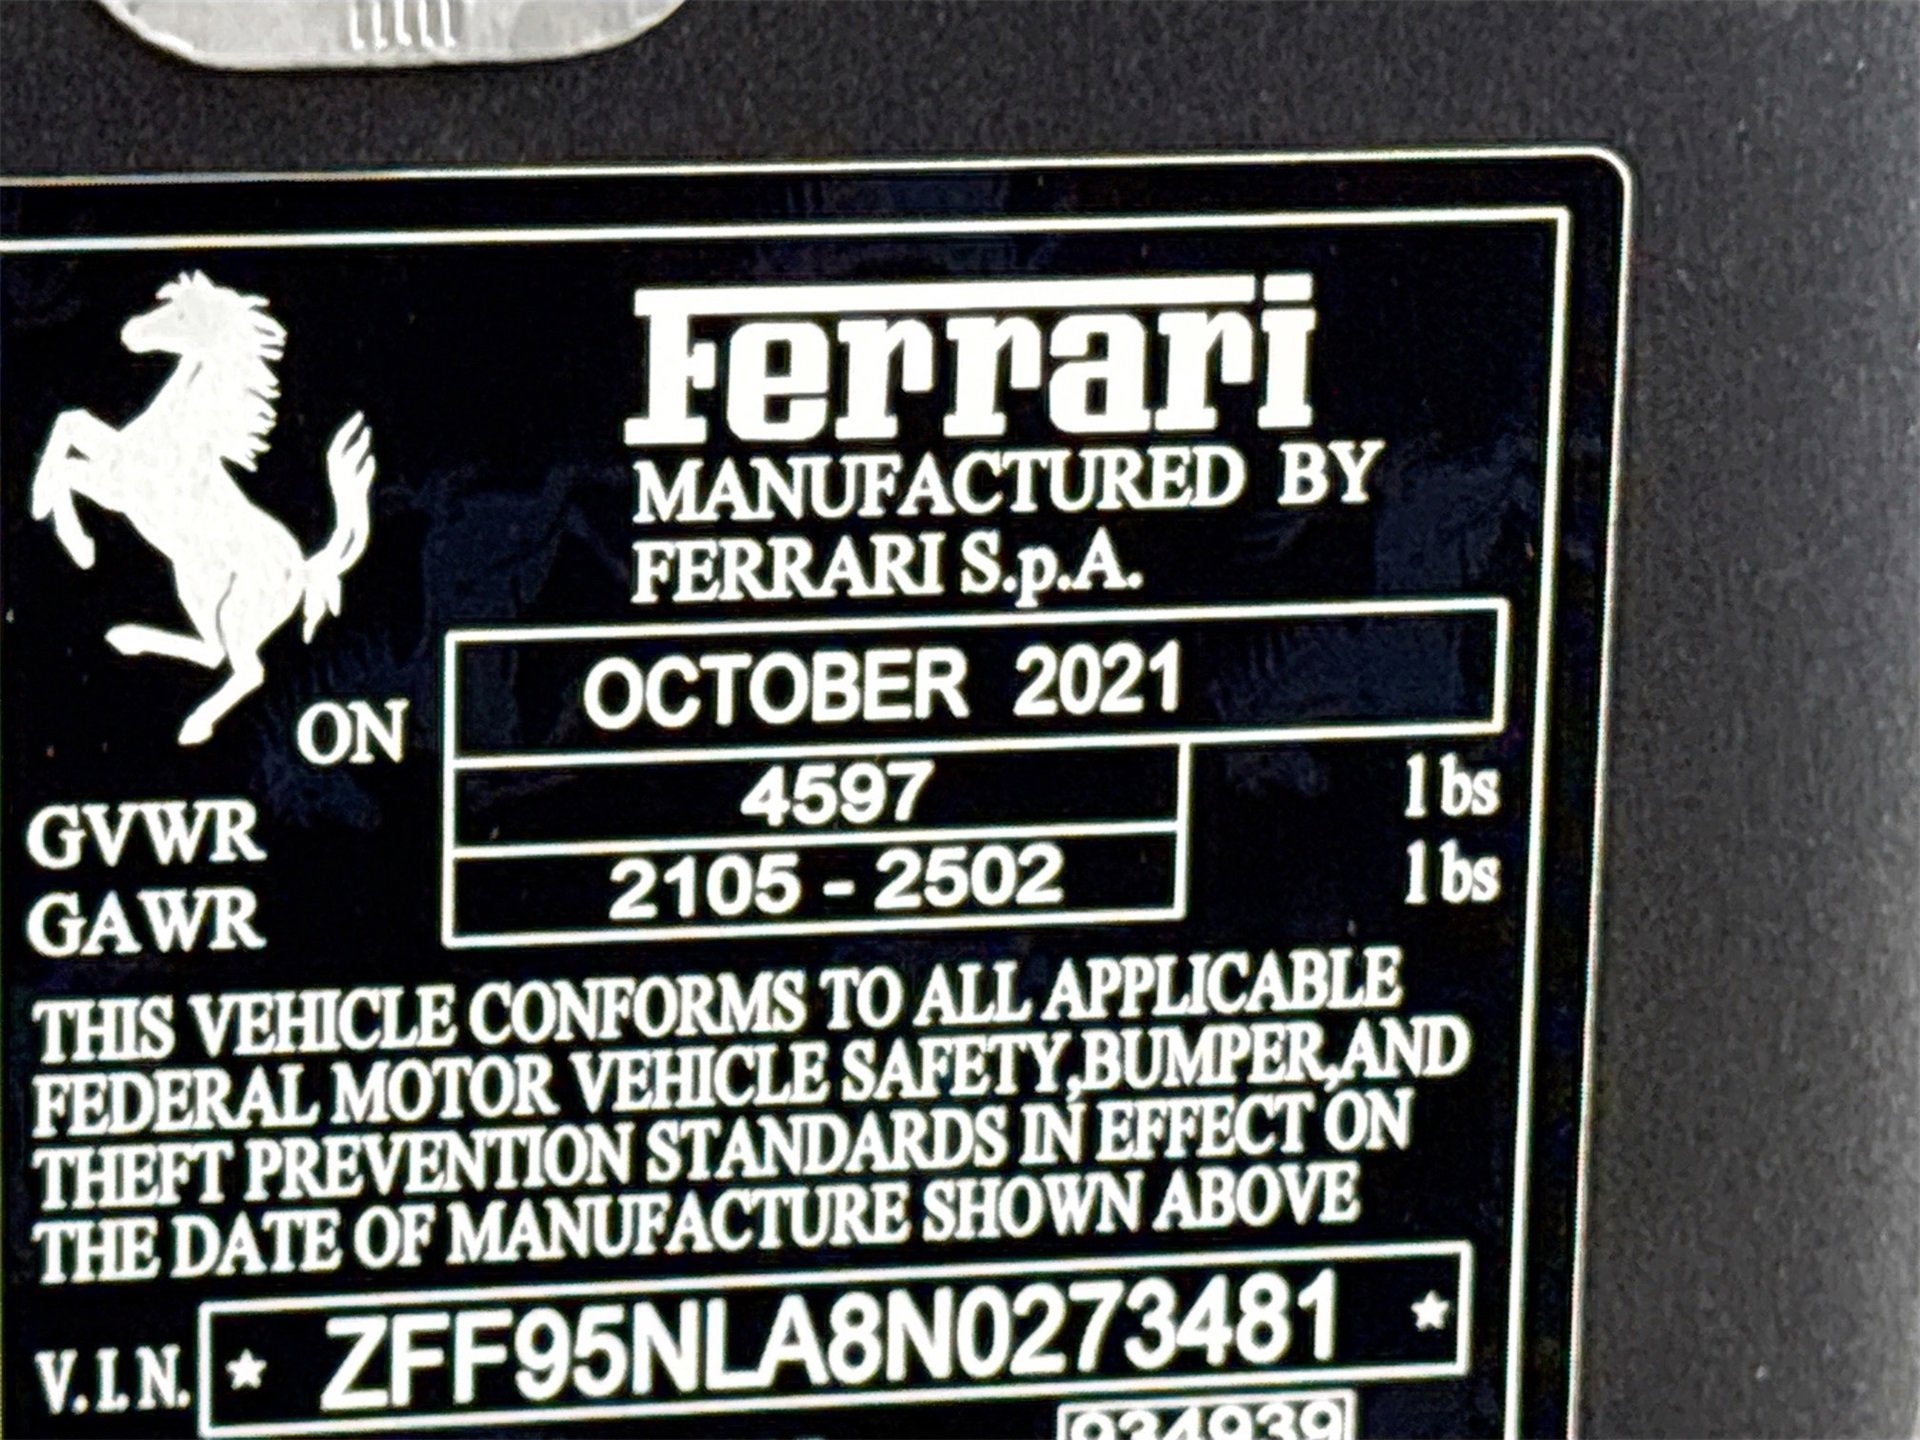 Ferrari
MANUFACTURED BY
FERRARI S.p.A.
ON OCTOBER 2021
GVWR 4597 lbs
GAWR 2105 - 2502 lbs
THIS VEHICLE CONFORMS TO ALL APPLICABLE
FEDERAL MOTOR VEHICLE SAFETY,BUMPER,AND
THEFT PREVENTION STANDARDS IN EFFECT ON
THE DATE OF MANUFACTURE SHOWN ABOVE
V.I.N. * ZFF95NLA8N0273481 *
934939